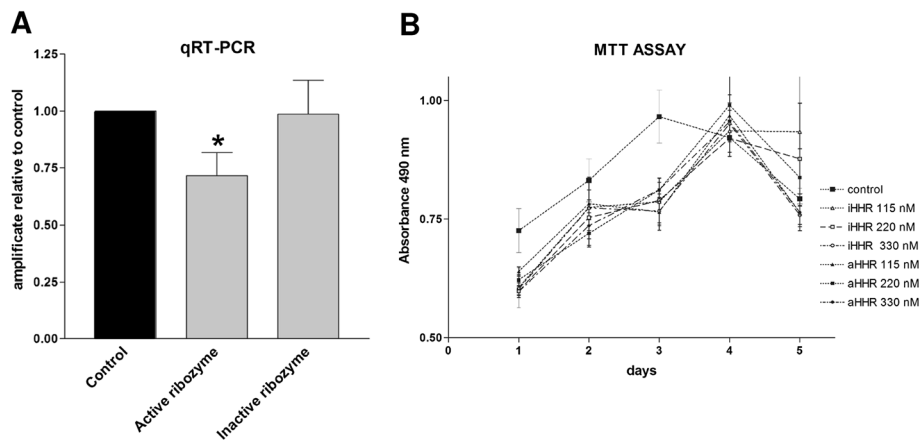 A
qRT-PCR
amplificate relative to control
1.25
1.00
0.75
0.50
0.25
0.00
*
Control
Active ribozyme
Inactive ribozyme
B
MTT ASSAY
Absorbance 490 nm
1.00
0.75
0.50
0
1
2
3
4
5
days
control
iHHR 115 nM
iHHR 220 nM
iHHR 330 nM
aHHR 115 nM
aHHR 220 nM
aHHR 330 nM